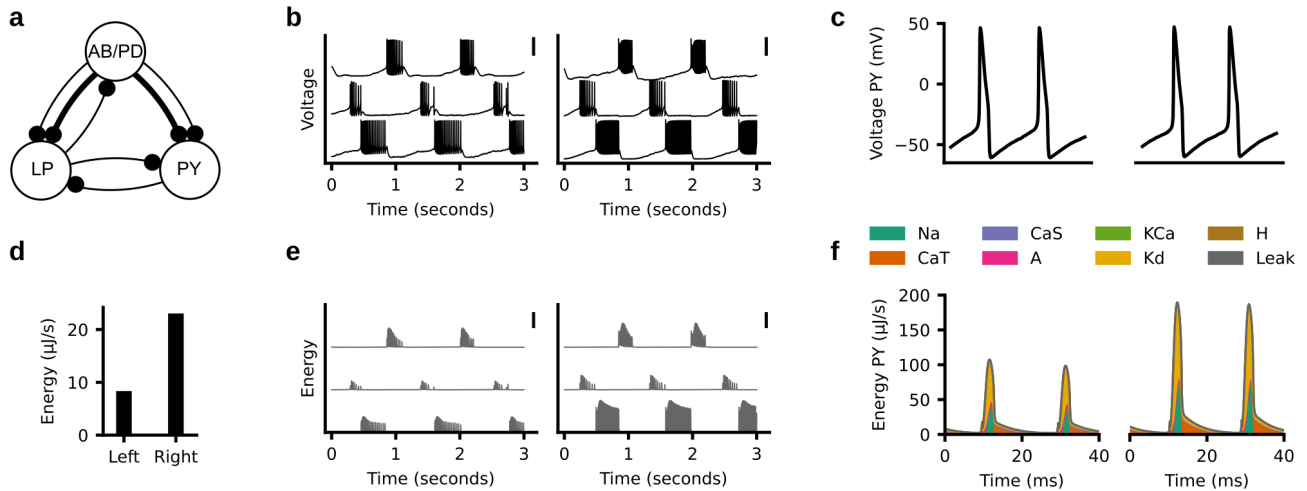 a
AB/PD
LP
PY
b
Voltage
0 1 2 3
Time (seconds)
0 1 2 3
Time (seconds)
c
Voltage PY (mV)
50
0
−50
d
Energy (μJ/s)
20
10
0
Left Right
e
Energy
0 1 2 3
Time (seconds)
0 1 2 3
Time (seconds)
Na CaS KCa H
CaT A Kd Leak
f
Energy PY (μJ/s)
200
150
100
50
0
0 20 40
Time (ms)
0 20 40
Time (ms)